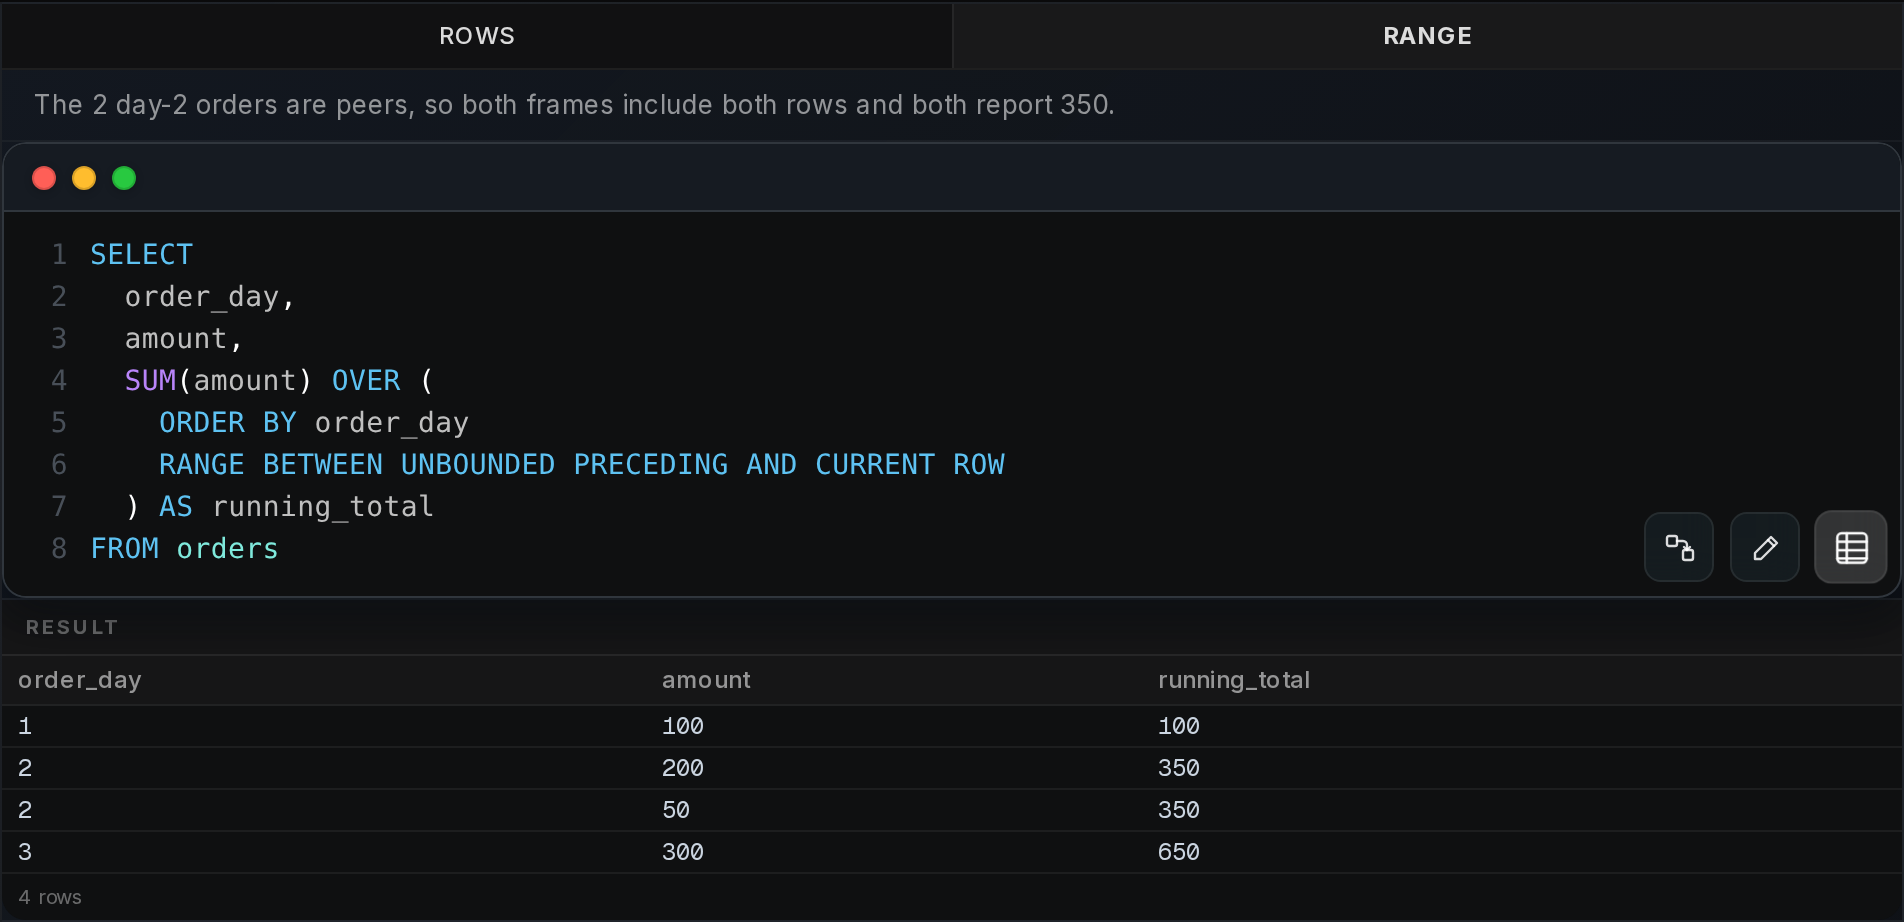 ROWS
RANGE
The 2 day-2 orders are peers, so both frames include both rows and both report 350.
1 SELECT
2   order_day,
3   amount,
4   SUM(amount) OVER (
5     ORDER BY order_day
6     RANGE BETWEEN UNBOUNDED PRECEDING AND CURRENT ROW
7   ) AS running_total
8 FROM orders
RESULT
order_day amount running_total
1 100 100
2 200 350
2 50 350
3 300 650
4 rows